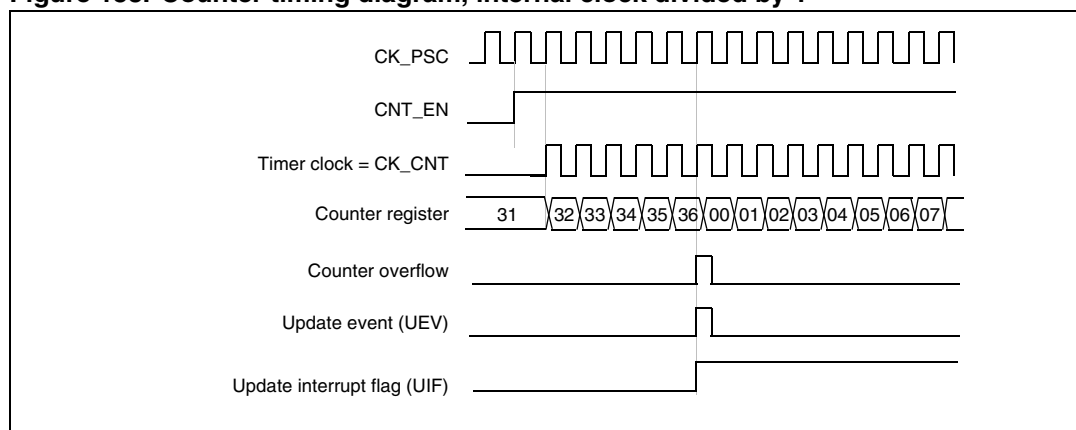 CK_PSC
CNT_EN
Timer clock = CK_CNT
Counter register 31 32 33 34 35 36 00 01 02 03 04 05 06 07
Counter overflow
Update event (UEV)
Update interrupt flag (UIF)